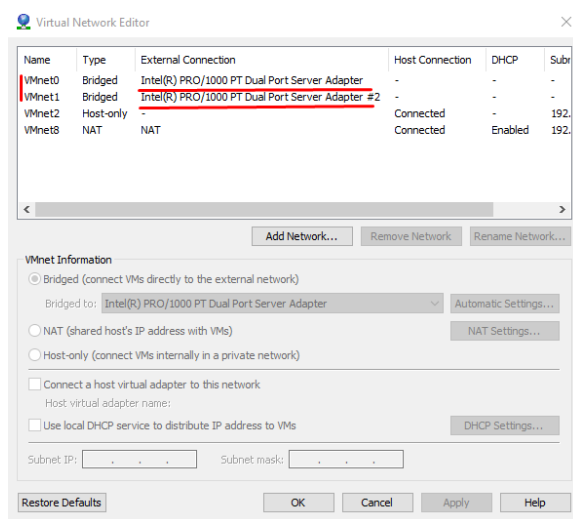 Virtual Network Editor
Name Type External Connection Host Connection DHCP Subr
VMnet0 Bridged Intel(R) PRO/1000 PT Dual Port Server Adapter - - -
VMnet1 Bridged Intel(R) PRO/1000 PT Dual Port Server Adapter #2 - - -
VMnet2 Host-only - Connected - 192.
VMnet8 NAT NAT Connected Enabled 192.
Add Network... Remove Network Rename Network...
VMnet Information
Bridged (connect VMs directly to the external network)
Bridged to: Intel(R) PRO/1000 PT Dual Port Server Adapter Automatic Settings...
NAT (shared host's IP address with VMs) NAT Settings...
Host-only (connect VMs internally in a private network)
Connect a host virtual adapter to this network
Host virtual adapter name:
Use local DHCP service to distribute IP address to VMs DHCP Settings...
Subnet IP: . . . Subnet mask: . . .
Restore Defaults OK Cancel Apply Help